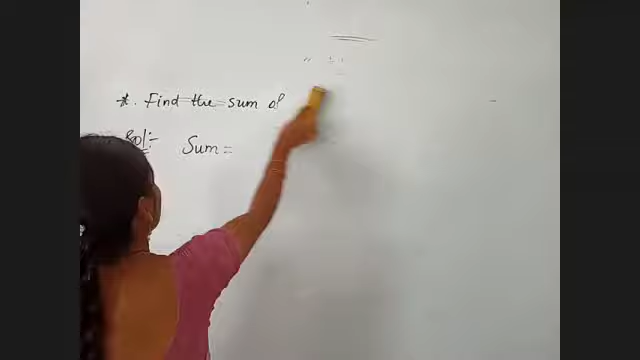 *. Find the sum of
Sol:-
Sum =